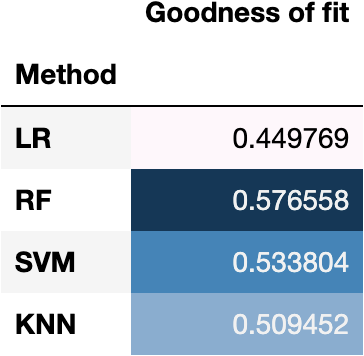 Goodness of fit
Method
LR 0.449769
RF 0.576558
SVM 0.533804
KNN 0.509452